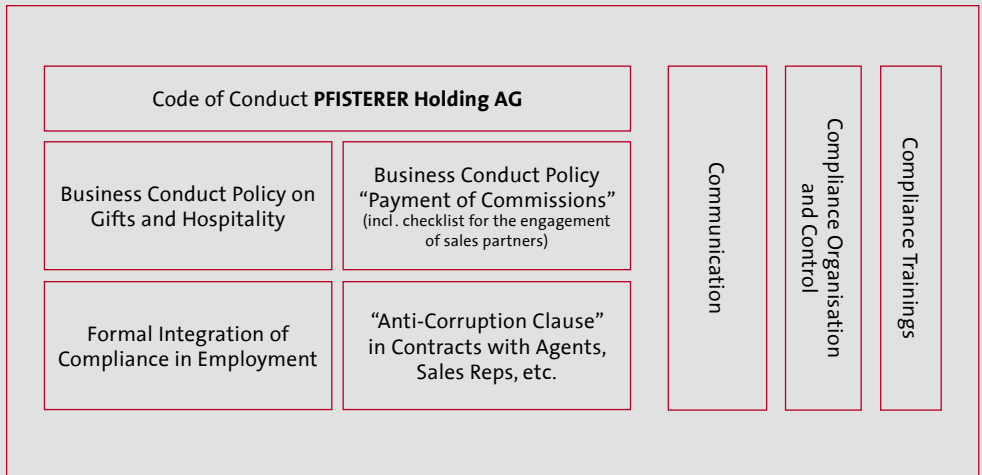 Code of Conduct PFISTERER Holding AG
Business Conduct Policy on
Gifts and Hospitality
Business Conduct Policy
“Payment of Commissions”
(incl. checklist for the engagement
of sales partners)
Formal Integration of
Compliance in Employment
“Anti-Corruption Clause”
in Contracts with Agents,
Sales Reps, etc.
Communication
Compliance Organisation
and Control
Compliance Trainings